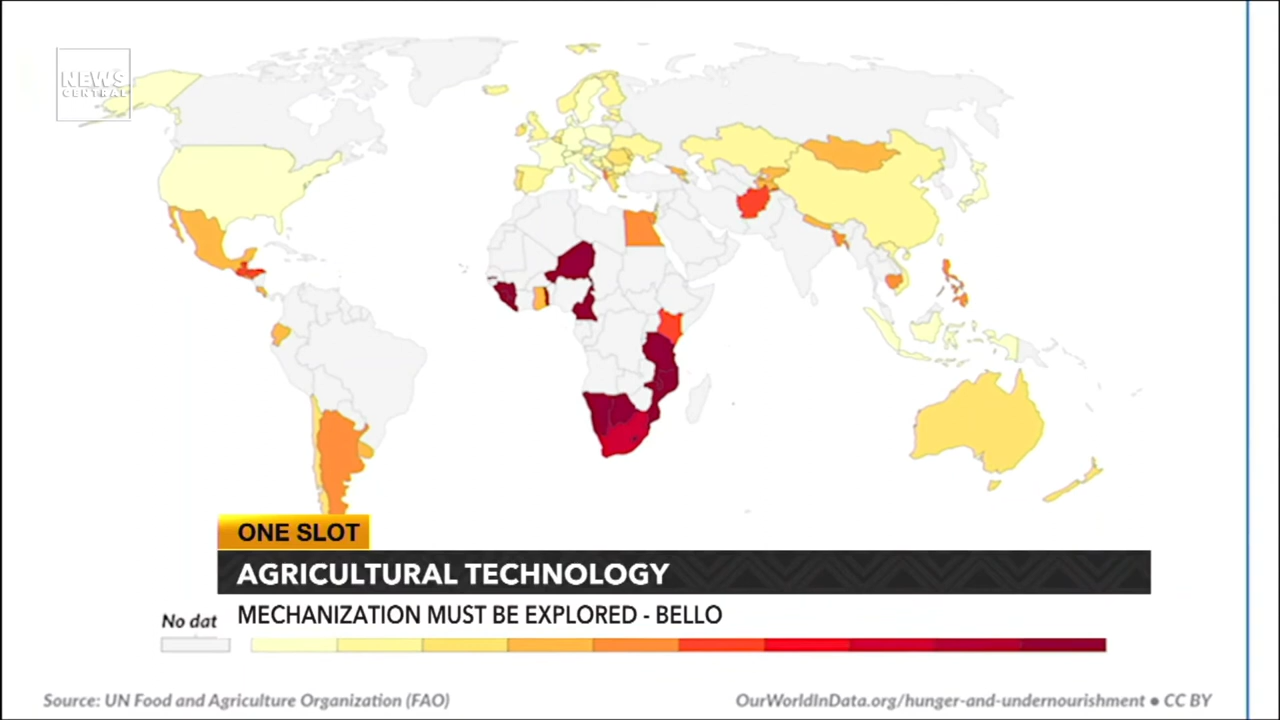 NEWS
CENTRAL
ONE SLOT
AGRICULTURAL TECHNOLOGY
MECHANIZATION MUST BE EXPLORED - BELLO
No dat
Source: UN Food and Agriculture Organization (FAO)
OurWorldInData.org/hunger-and-undernourishment • CC BY